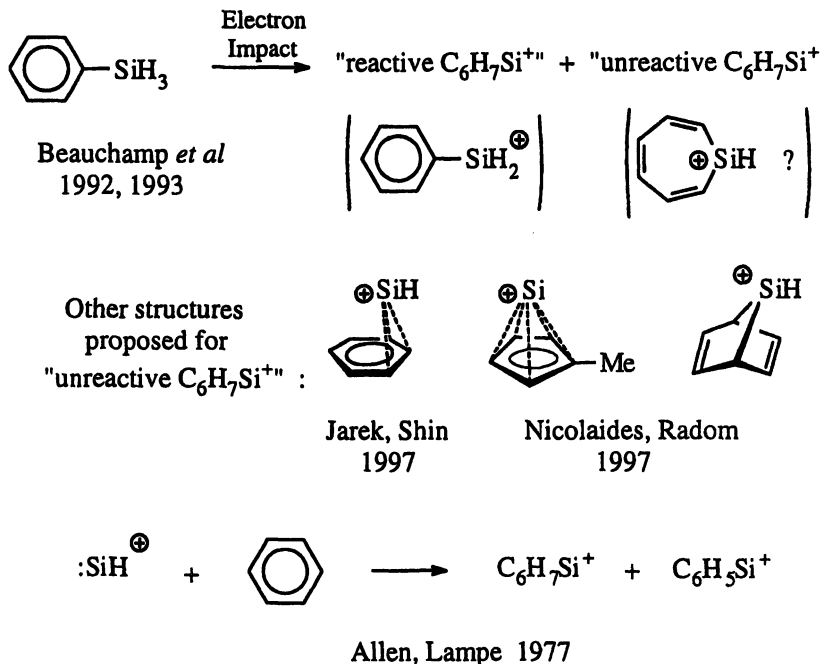 Electron
Impact
SiH3 "reactive C6H7Si+" + "unreactive C6H7Si+
Beauchamp et al
1992, 1993
SiH2 ⊕
⊕ SiH ?
Other structures
proposed for
"unreactive C6H7Si+" :
⊕ SiH
⊕ Si
Me
⊕
SiH
Jarek, Shin
1997
Nicolaides, Radom
1997
:SiH ⊕ + C6H7Si+ + C6H5Si+
Allen, Lampe 1977